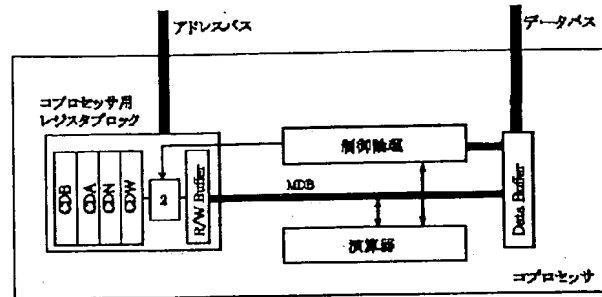 アドレスバス
データバス
コプロセッサ用
レジスタブロック
CDB
CDA
CDN
CDW
2
R/W Buffer
制御論理
MDB
演算器
Data Buffer
コプロセッサ